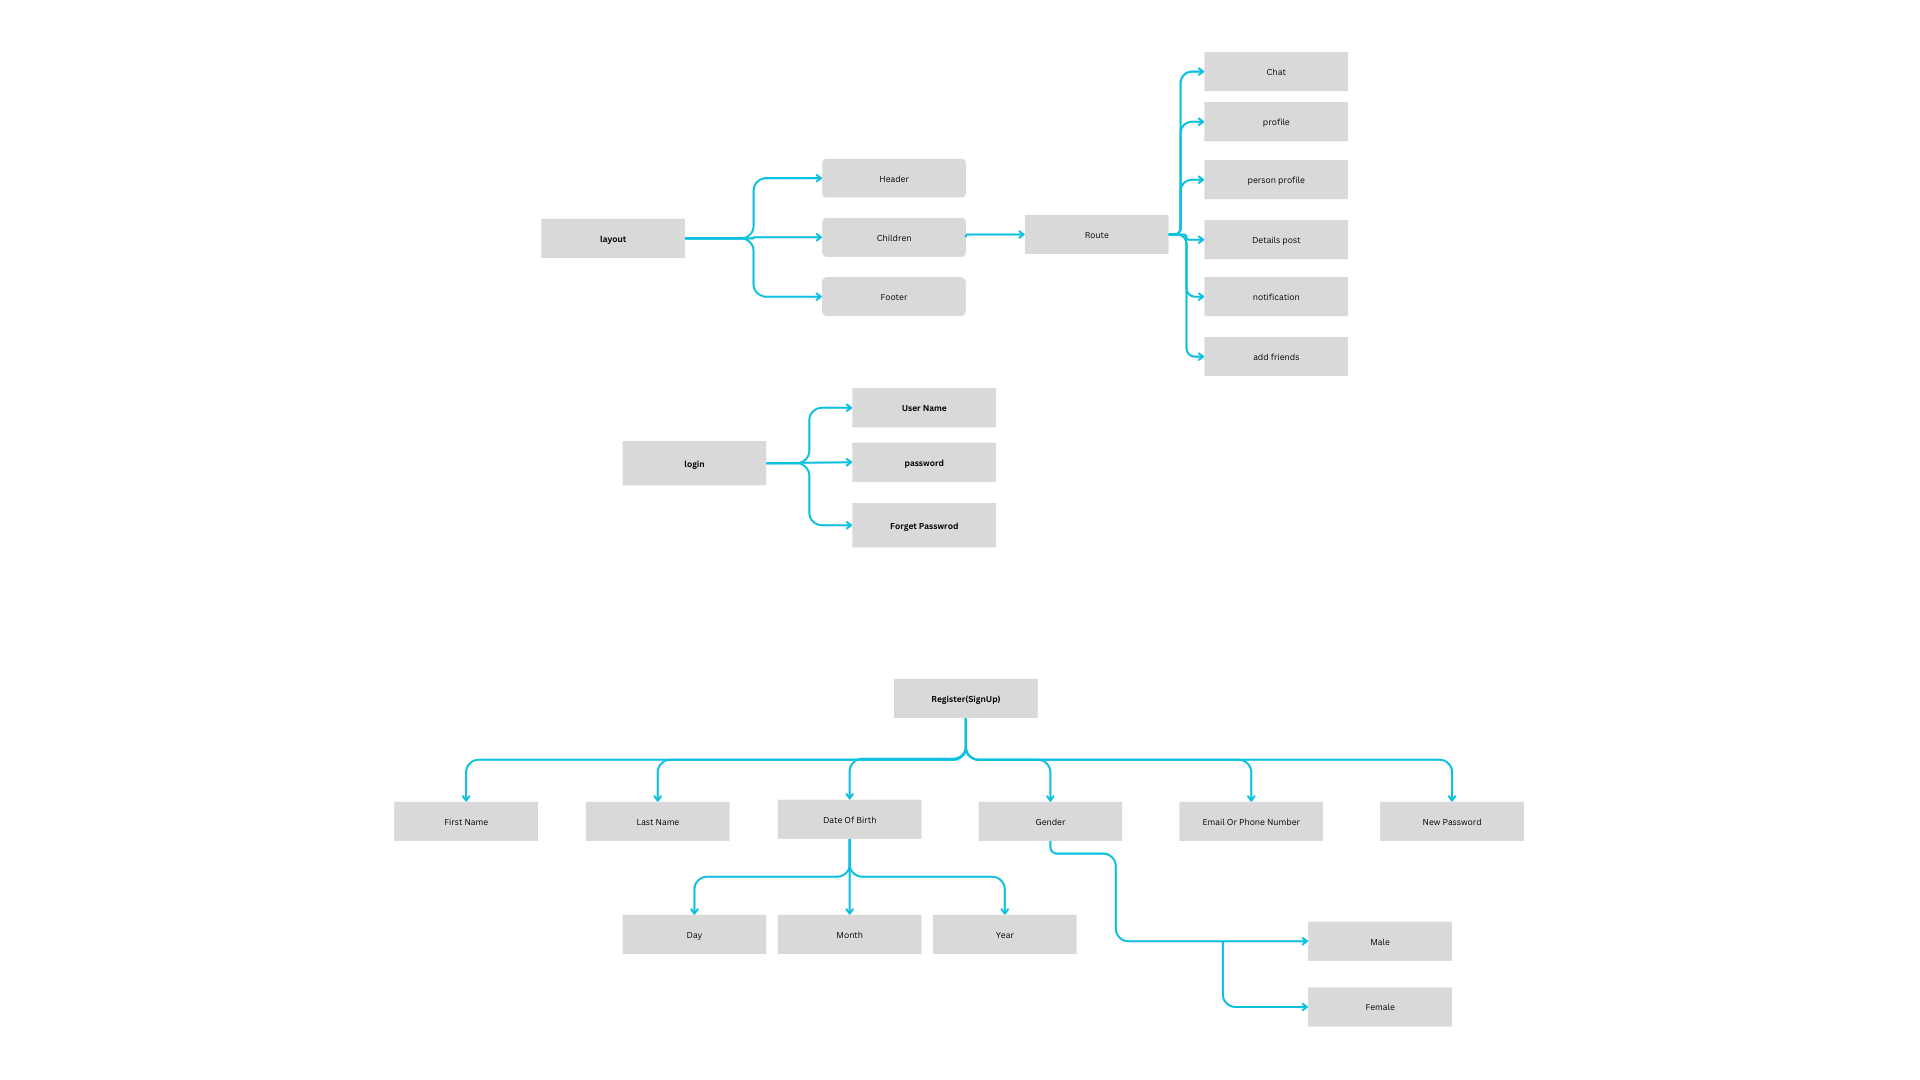 Chat
profile
person profile
Header
layout
Children
Route
Details post
Footer
notification
add friends
User Name
login
password
Forget Passwrod
Register(SignUp)
First Name
Last Name
Date Of Birth
Gender
Email Or Phone Number
New Password
Day
Month
Year
Male
Female